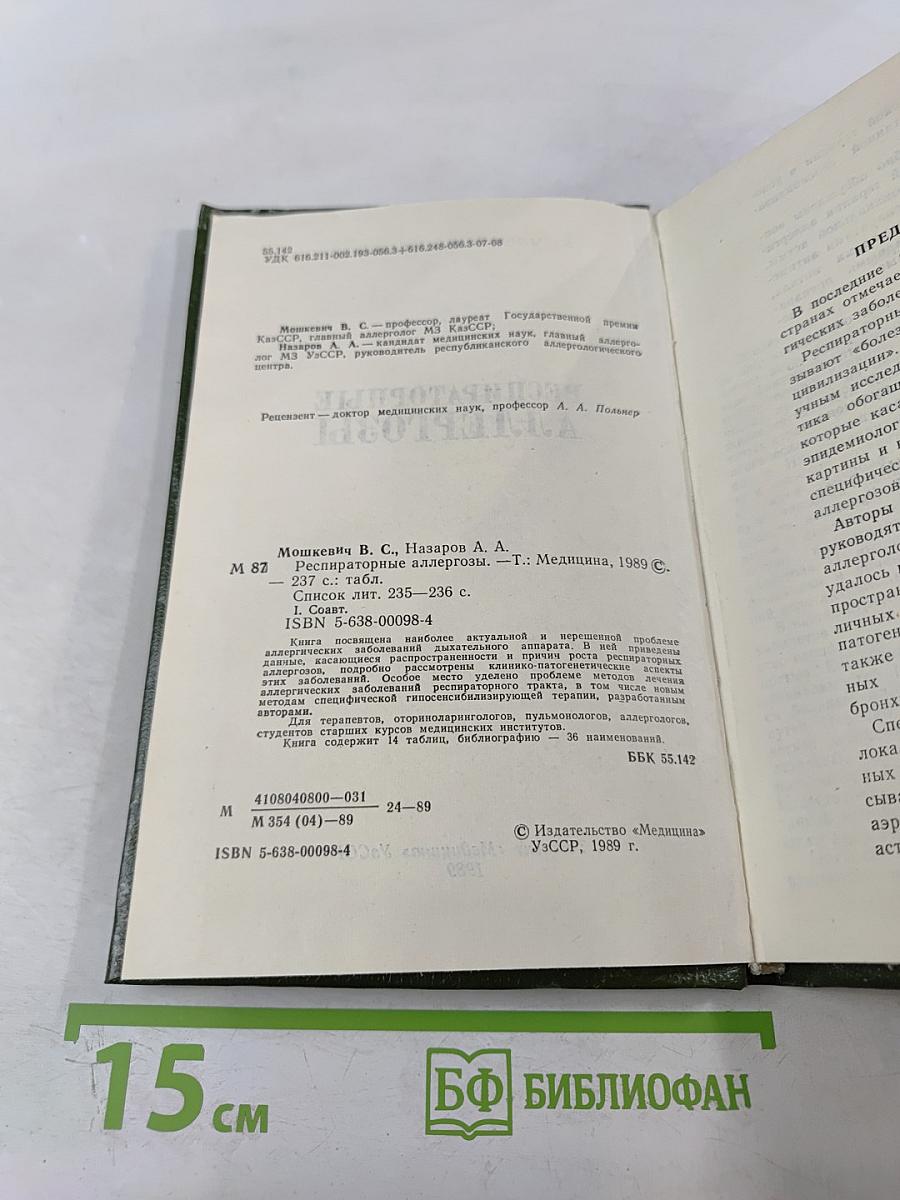 55.142
УДК 616.211-002.193-056.3+616.248-056.3-07-08
Мошкевич В. С. — профессор, лауреат Государственной премии
КазССР, главный аллерголог МЗ КазССР;
Назаров А. А. — кандидат медицинских наук, главный аллерго-
лог МЗ УзССР, руководитель республиканского аллергологического
центра.
Рецензент — доктор медицинских наук, профессор А. А. Польнер
Мошкевич В. С., Назаров А. А.
М 87 Респираторные аллергозы. —Т.: Медицина, 1989 ©.
— 237 с.: табл.
Список лит. 235—236 с.
I. Соавт.
ISBN 5-638-00098-4
Книга посвящена наиболее актуальной и нерешенной проблеме
аллергических заболеваний дыхательного аппарата. В ней приведены
данные, касающиеся распространенности и причин роста респираторных
аллергозов, подробно рассмотрены клинико-патогенетические аспекты
этих заболеваний. Особое место уделено проблеме методов лечения
аллергических заболеваний респираторного тракта, в том числе новым
методам специфической гипосенсибилизирующей терапии, разработанным
авторами.
Для терапевтов, оториноларингологов, пульмонологов, аллергологов,
студентов старших курсов медицинских институтов.
Книга содержит 14 таблиц, библиографию — 36 наименований.
ББК 55.142
М 4108040800—031 24—89
М 354 (04)—89
ISBN 5-638-00098-4
© Издательство «Медицина»
УзССР, 1989 г.
ПРЕД
В последние
странах отмечае
гических заболе
Респираторны
зывают «болез
цивилизации».
учным исслед
тика обогащ
которые каса
эпидемиолог
картины и
специфичес
аллергозов
Авторы
руководят
аллерголо
удалось
простран
личных
патоген
также
ных
бронх
Спе
лока
ных
сыва
аэр
аст
15 см
БФ БИБЛИОФАН